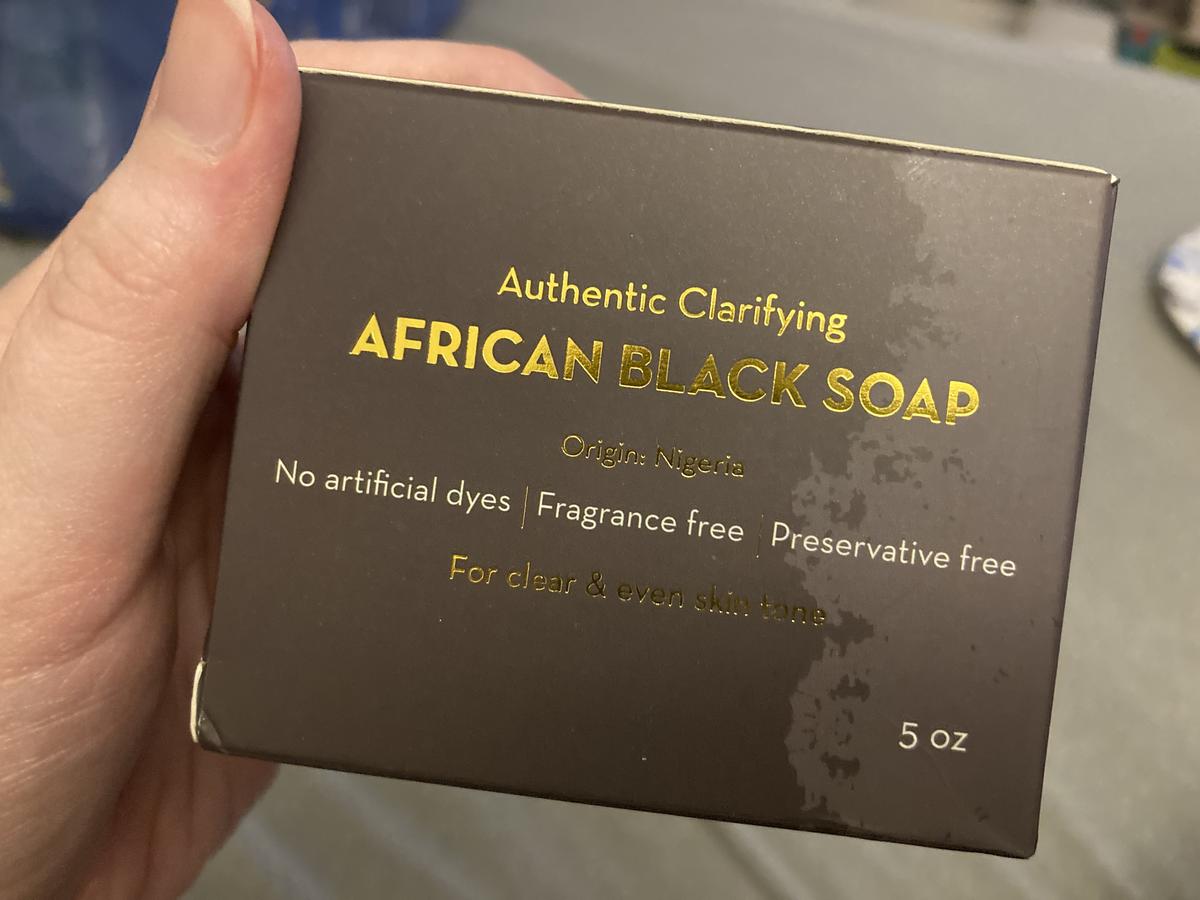 Authentic Clarifying
AFRICAN BLACK SOAP
Origin: Nigeria
No artificial dyes | Fragrance free | Preservative free
For clear & even skin tone
5 oz